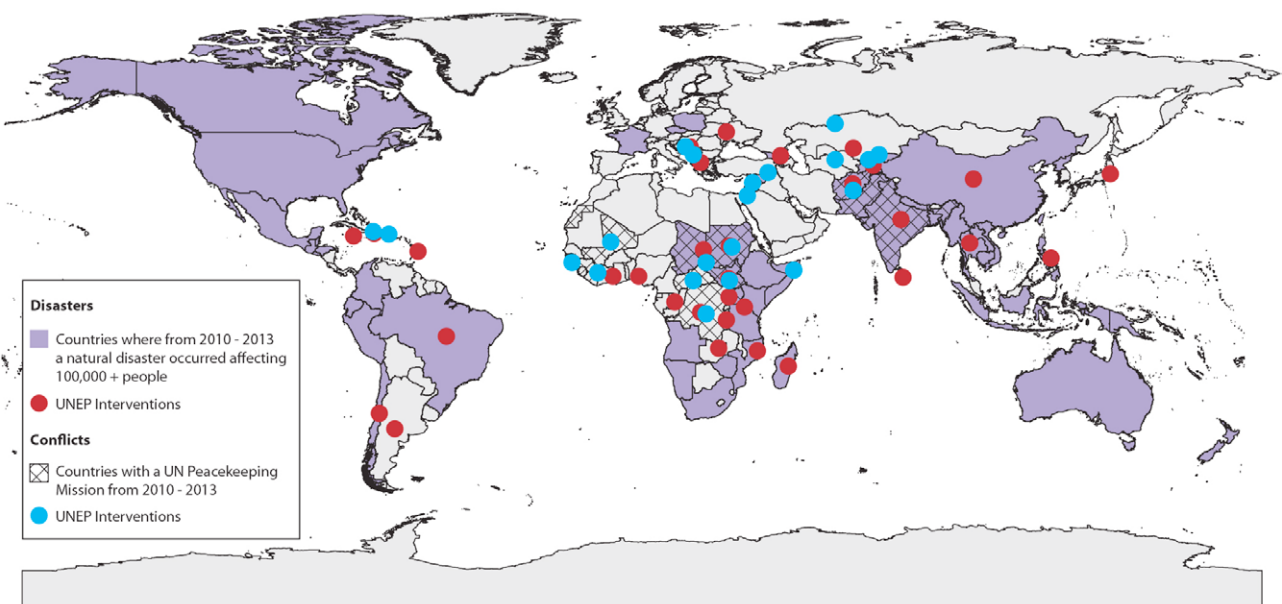 Disasters
Countries where from 2010 - 2013
a natural disaster occurred affecting
100,000 + people
UNEP Interventions
Conflicts
Countries with a UN Peacekeeping
Mission from 2010 - 2013
UNEP Interventions